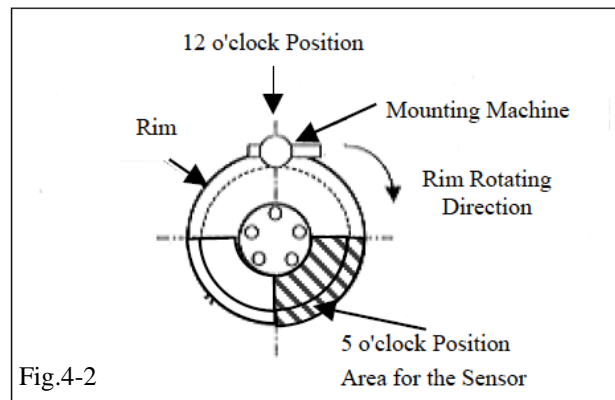 12 o'clock Position
Mounting Machine
Rim
Rim Rotating
Direction
5 o'clock Position
Area for the Sensor
Fig.4-2